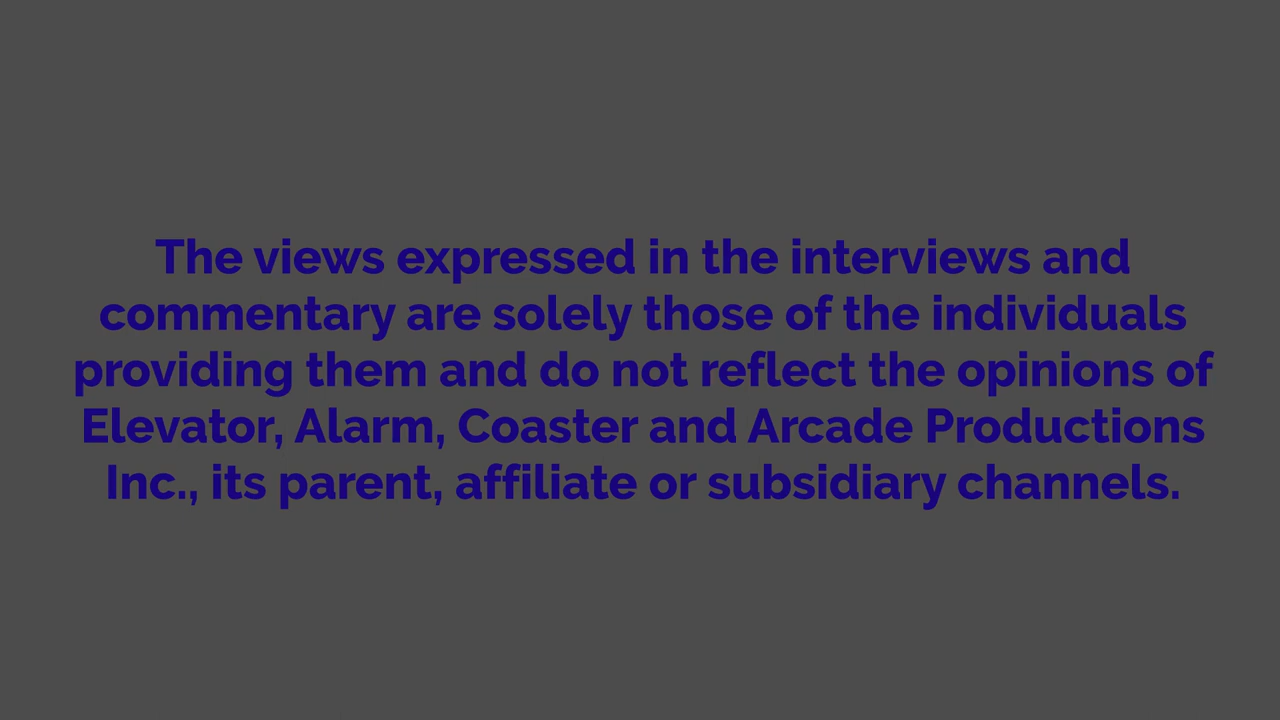 The views expressed in the interviews and
commentary are solely those of the individuals
providing them and do not reflect the opinions of
Elevator, Alarm, Coaster and Arcade Productions
Inc., its parent, affiliate or subsidiary channels.